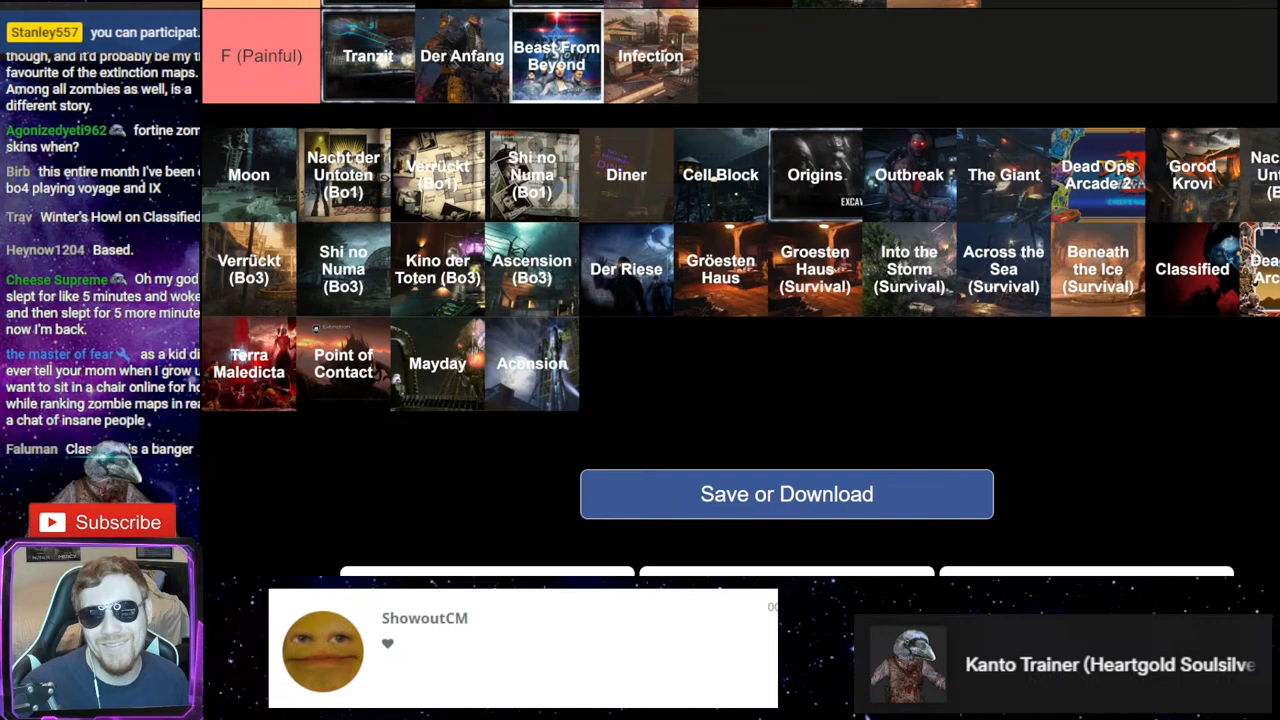 Stanley557 you can participat.
though, and it'd probably be my t
favourite of the extinction maps.
Among all zombies as well, is a
different story.
Agonizedyeti962 fortine zom
skins when?
Birb this entire month I've been
bo4 playing voyage and IX
Trav Winter's Howl on Classified
Heynow1204 Based.
Cheese Supreme Oh my god
slept for like 5 minutes and woke
and then slept for 5 more minute
now I'm back.
the master of fear as a kid di
ever tell your mom when I grow u
want to sit in a chair online for ho
while ranking zombie maps in rea
a chat of insane people
Faluman is a banger
Subscribe
F (Painful)
Tranzit
Der Anfang
Beast From
Beyond
Infection
Moon
Nacht der
Untoten
(Bo1)
Verrückt
(Bo1)
Shi no
Numa
(Bo1)
Diner
Cell Block
Origins
EXCAV
Outbreak
The Giant
Dead Ops
Arcade 2
Gorod
Krovi
Nac
Unt
(B
Verrückt
(Bo3)
Shi no
Numa
(Bo3)
Kino der
Toten (Bo3)
Ascension
(Bo3)
Der Riese
Gröesten
Haus
Groesten
Haus
(Survival)
Into the
Storm
(Survival)
Across the
Sea
(Survival)
Beneath
the Ice
(Survival)
Classified
Dea
Arc
Terra
Maledicta
Point of
Contact
Mayday
Acension
Save or Download
ShowoutCM
❤
Kanto Trainer (Heartgold Soulsilve